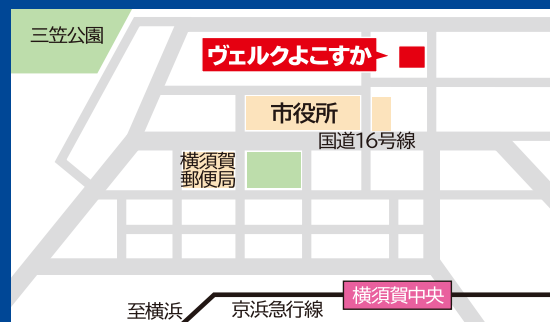 三笠公園
ヴェルクよこすか
市役所
国道16号線
横須賀
郵便局
横須賀中央
至横浜
京浜急行線